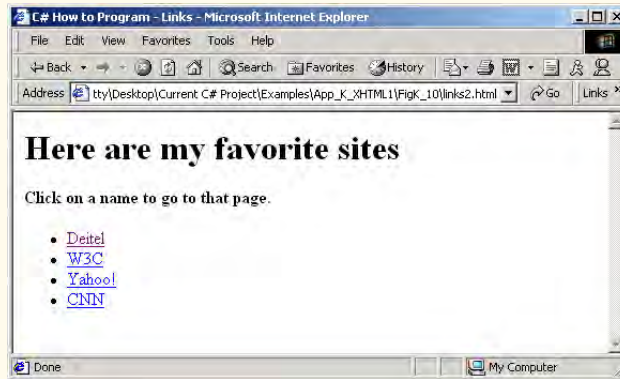 C# How to Program - Links - Microsoft Internet Explorer
File Edit View Favorites Tools Help
Back Search Favorites History
Address tty\Desktop\Current C# Project\Examples\App_K_XHTML1\FigK_10\links2.html Go Links »
Here are my favorite sites
Click on a name to go to that page.
• Deitel
• W3C
• Yahoo!
• CNN
Done My Computer